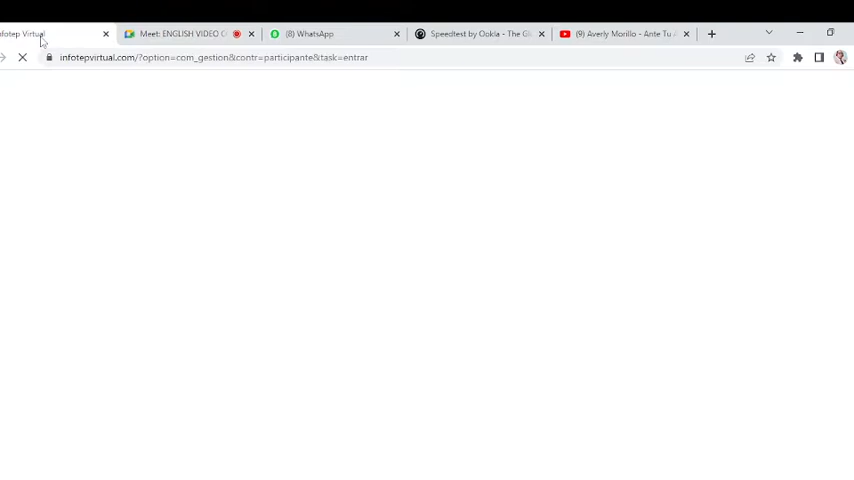 nfotep Virtual
Meet: ENGLISH VIDEO C
(8) WhatsApp
Speedtest by Ookla - The Gl
(9) Averly Morillo - Ante Tu A
infotepvirtual.com/?option=com_gestion&contr=participante&task=entrar